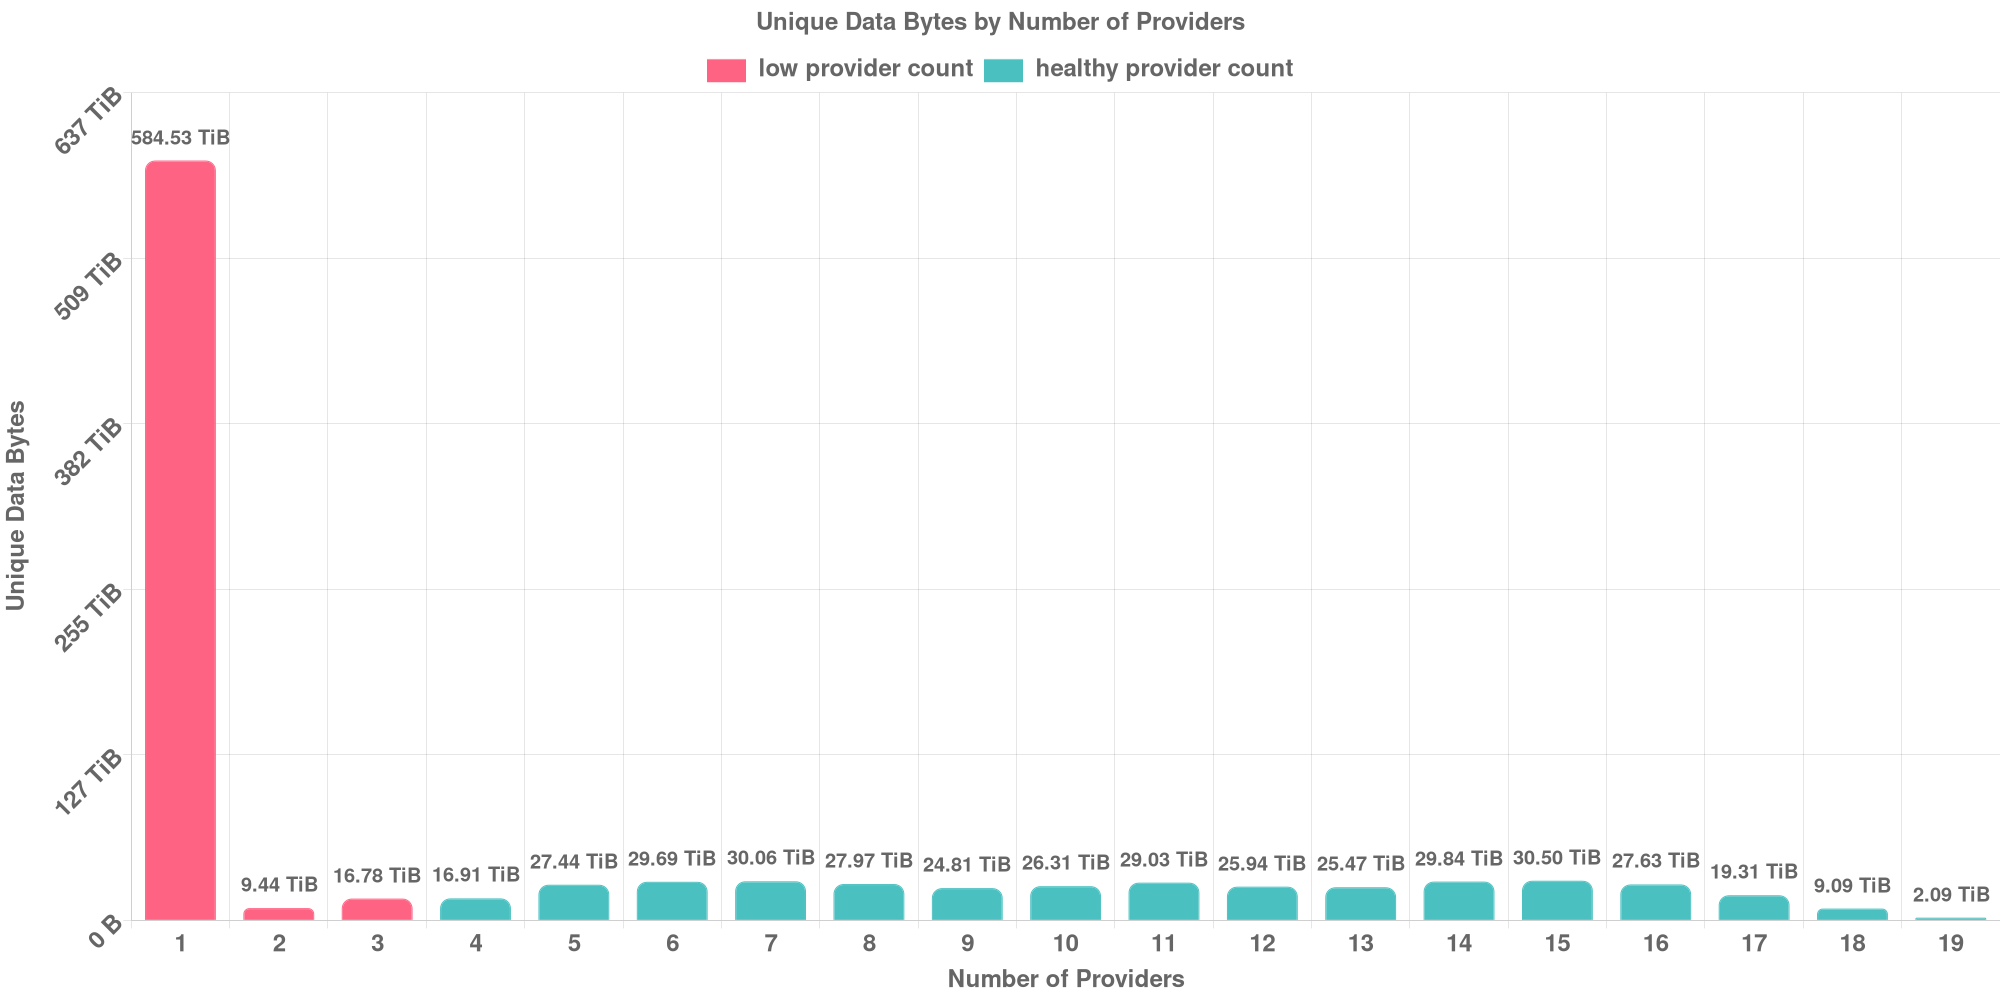 Unique Data Bytes by Number of Providers
low provider count healthy provider count
637 TiB
509 TiB
382 TiB
255 TiB
127 TiB
0 B
Unique Data Bytes
584.53 TiB
9.44 TiB
16.78 TiB
16.91 TiB
27.44 TiB
29.69 TiB
30.06 TiB
27.97 TiB
24.81 TiB
26.31 TiB
29.03 TiB
25.94 TiB
25.47 TiB
29.84 TiB
30.50 TiB
27.63 TiB
19.31 TiB
9.09 TiB
2.09 TiB
1 2 3 4 5 6 7 8 9 10 11 12 13 14 15 16 17 18 19
Number of Providers